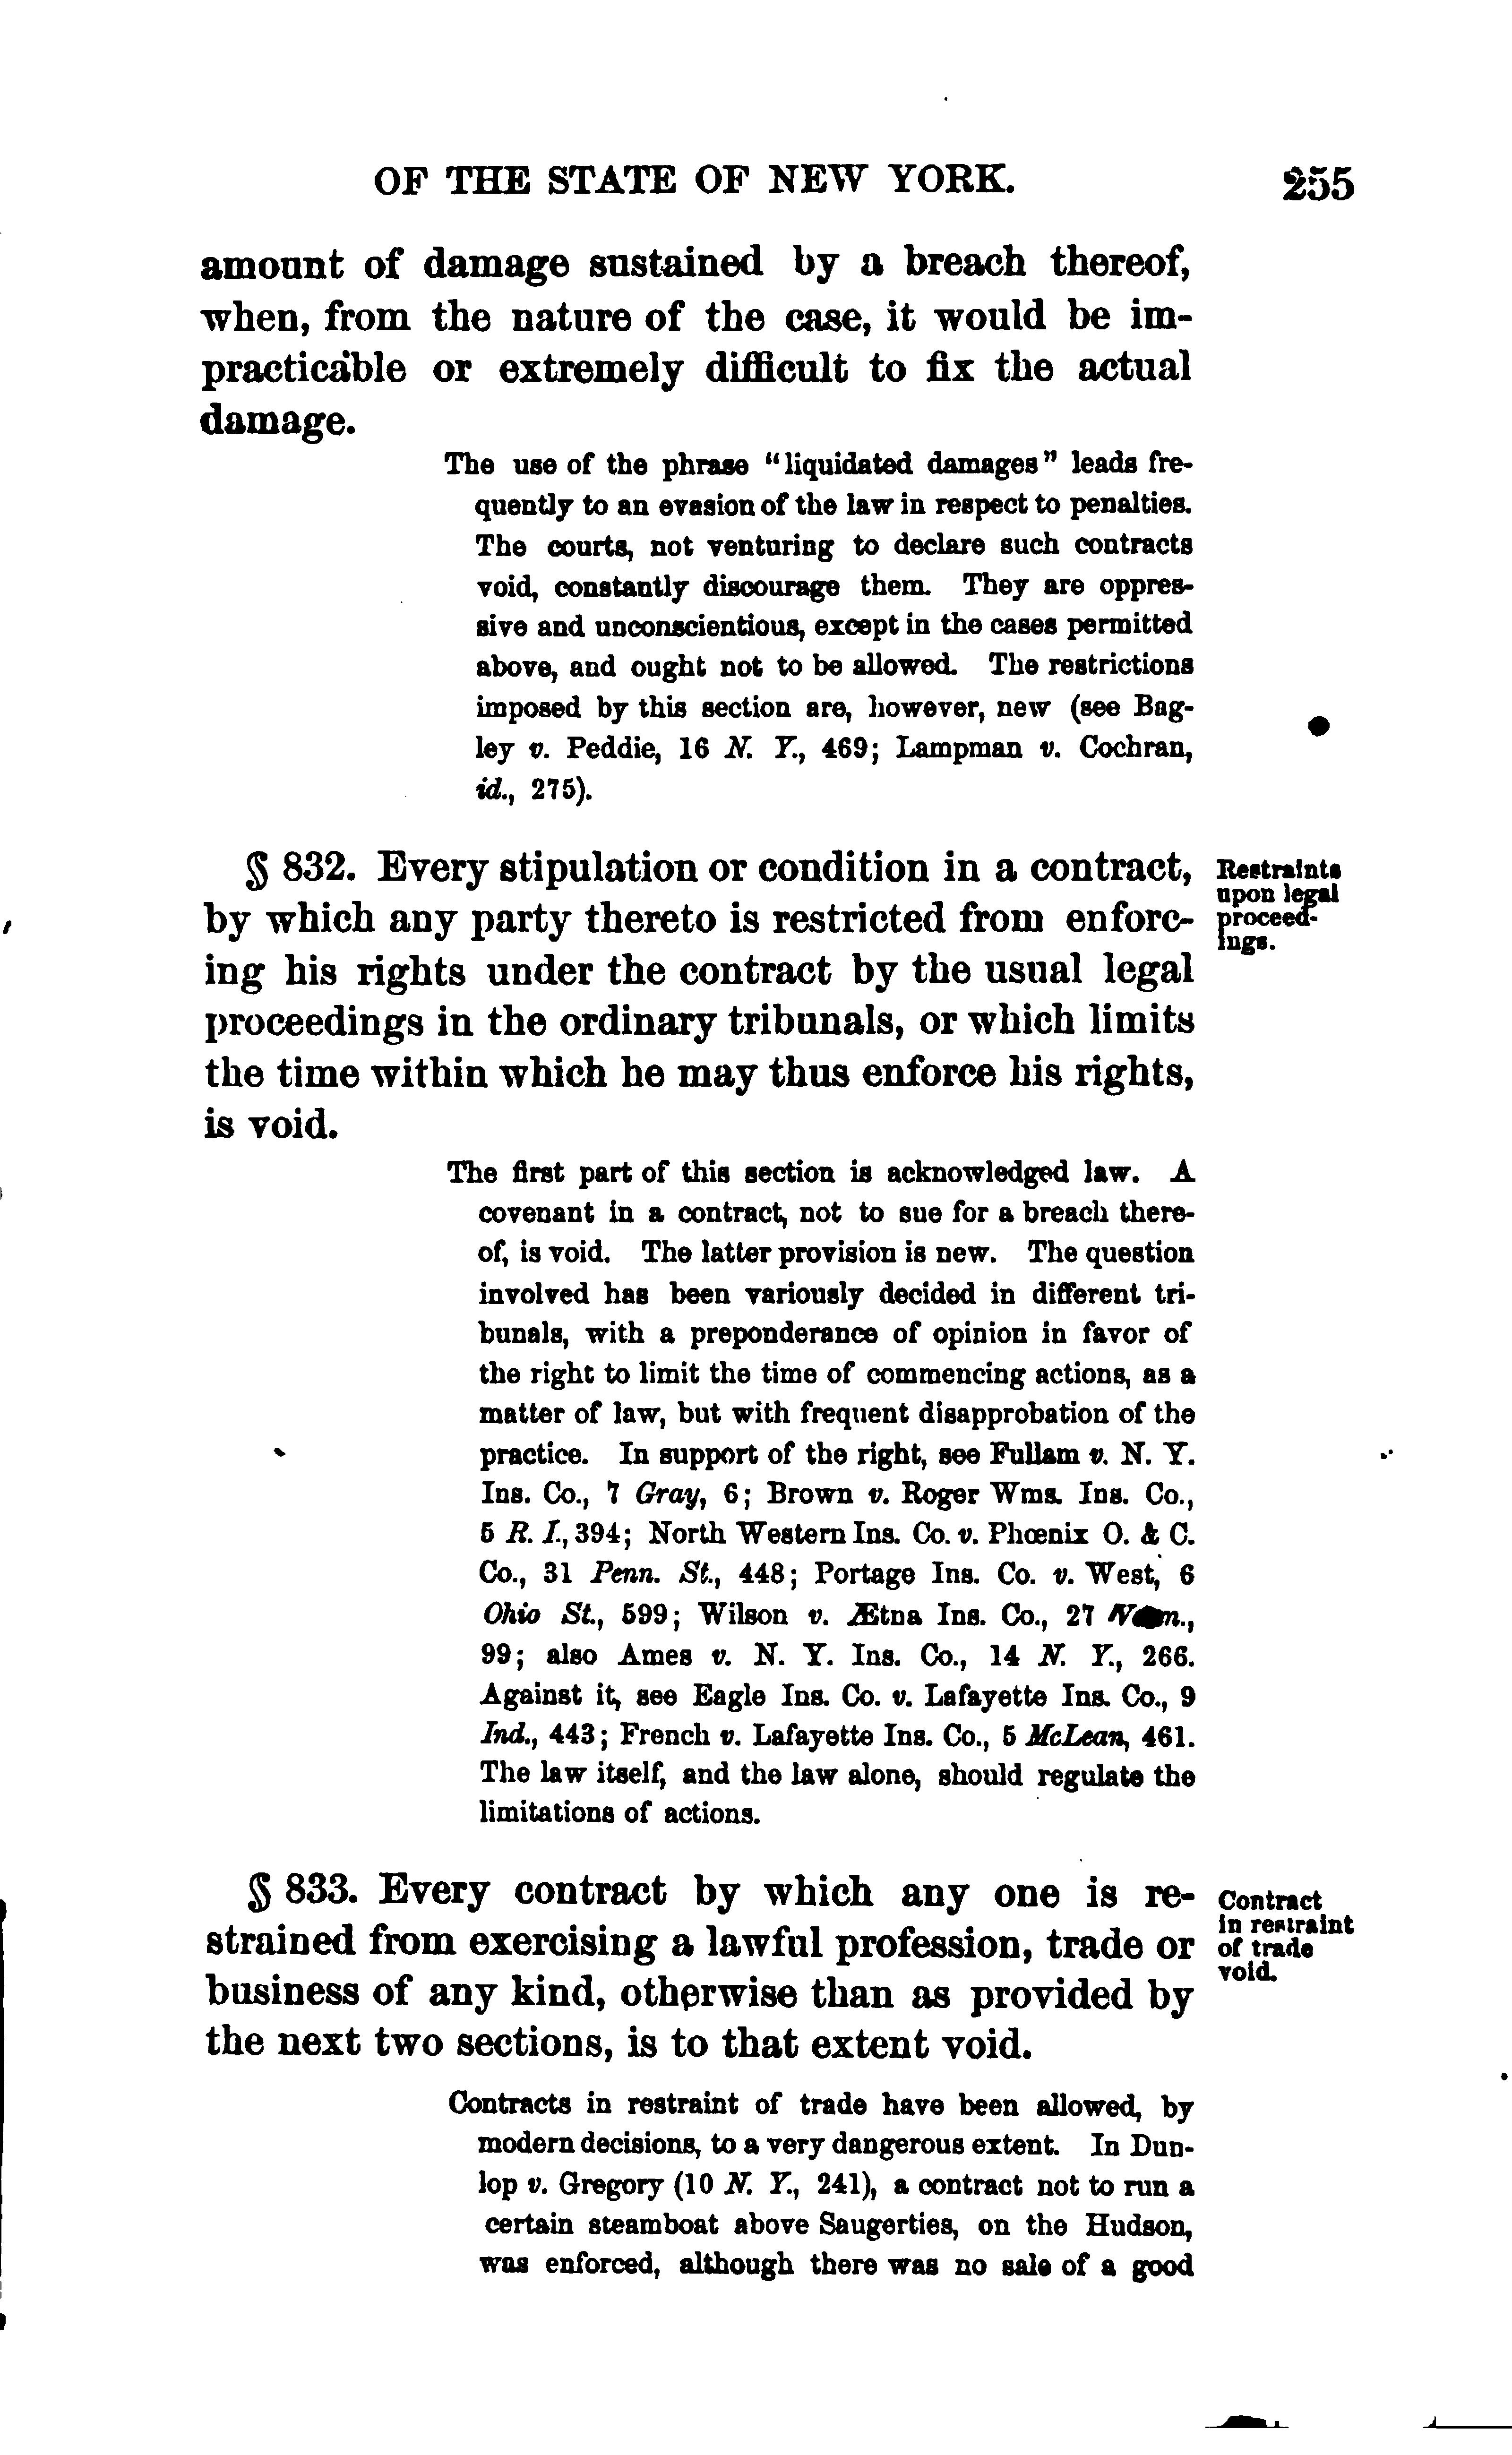 OF THE STATE OF NEW YORK. 255
amount of damage sustained by a breach thereof,
when, from the nature of the case, it would be im-
practicable or extremely difficult to fix the actual
damage.
The use of the phrase "liquidated damages" leads fre-
quently to an evasion of the law in respect to penalties.
The courts, not venturing to declare such contracts
void, constantly discourage them. They are oppres-
sive and unconscientious, except in the cases permitted
above, and ought not to be allowed. The restrictions
imposed by this section are, however, new (see Bag-
ley v. Peddie, 16 N. Y., 469; Lampman v. Cochran,
id., 275).
§ 832. Every stipulation or condition in a contract,
by which any party thereto is restricted from enforc-
ing his rights under the contract by the usual legal
proceedings in the ordinary tribunals, or which limits
the time within which he may thus enforce his rights,
is void.
Restraints
upon legal
proceed-
ings.
The first part of this section is acknowledged law. A
covenant in a contract, not to sue for a breach there-
of, is void. The latter provision is new. The question
involved has been variously decided in different tri-
bunals, with a preponderance of opinion in favor of
the right to limit the time of commencing actions, as a
matter of law, but with frequent disapprobation of the
practice. In support of the right, see Fullam v. N. Y.
Ins. Co., 7 Gray, 6; Brown v. Roger Wms. Ins. Co.,
5 R. I., 394; North Western Ins. Co. v. Phœnix O. & C.
Co., 31 Penn. St., 448; Portage Ins. Co. v. West, 6
Ohio St., 599; Wilson v. Ætna Ins. Co., 27
99; also Ames v. N. Y. Ins. Co., 14 N. Y., 266.
Against it, see Eagle Ins. Co. v. Lafayette Ins. Co., 9
Ind., 443; French v. Lafayette Ins. Co., 5 McLean, 461.
The law itself, and the law alone, should regulate the
limitations of actions.
§ 833. Every contract by which any one is re-
strained from exercising a lawful profession, trade or
business of any kind, otherwise than as provided by
the next two sections, is to that extent void.
Contract
in restraint
of trade
void.
Contracts in restraint of trade have been allowed, by
modern decisions, to a very dangerous extent. In Dun-
lop v. Gregory (10 N. Y., 241), a contract not to run a
certain steamboat above Saugerties, on the Hudson,
was enforced, although there was no sale of a good